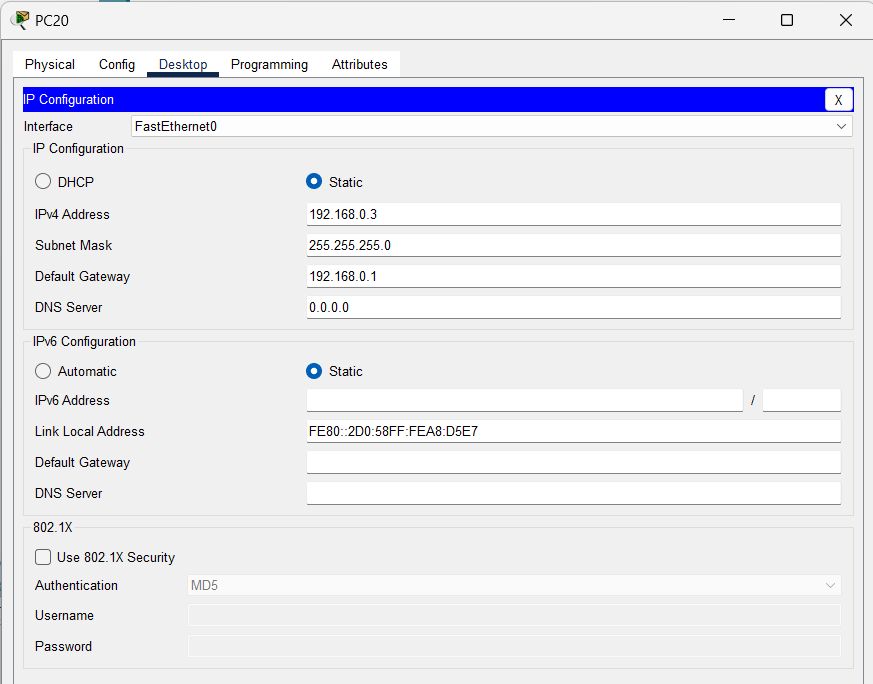 PC20
Physical Config Desktop Programming Attributes
IP Configuration X
Interface FastEthernet0
IP Configuration
DHCP Static
IPv4 Address 192.168.0.3
Subnet Mask 255.255.255.0
Default Gateway 192.168.0.1
DNS Server 0.0.0.0
IPv6 Configuration
Automatic Static
IPv6 Address /
Link Local Address FE80::2D0:58FF:FEA8:D5E7
Default Gateway
DNS Server
802.1X
Use 802.1X Security
Authentication MD5
Username
Password